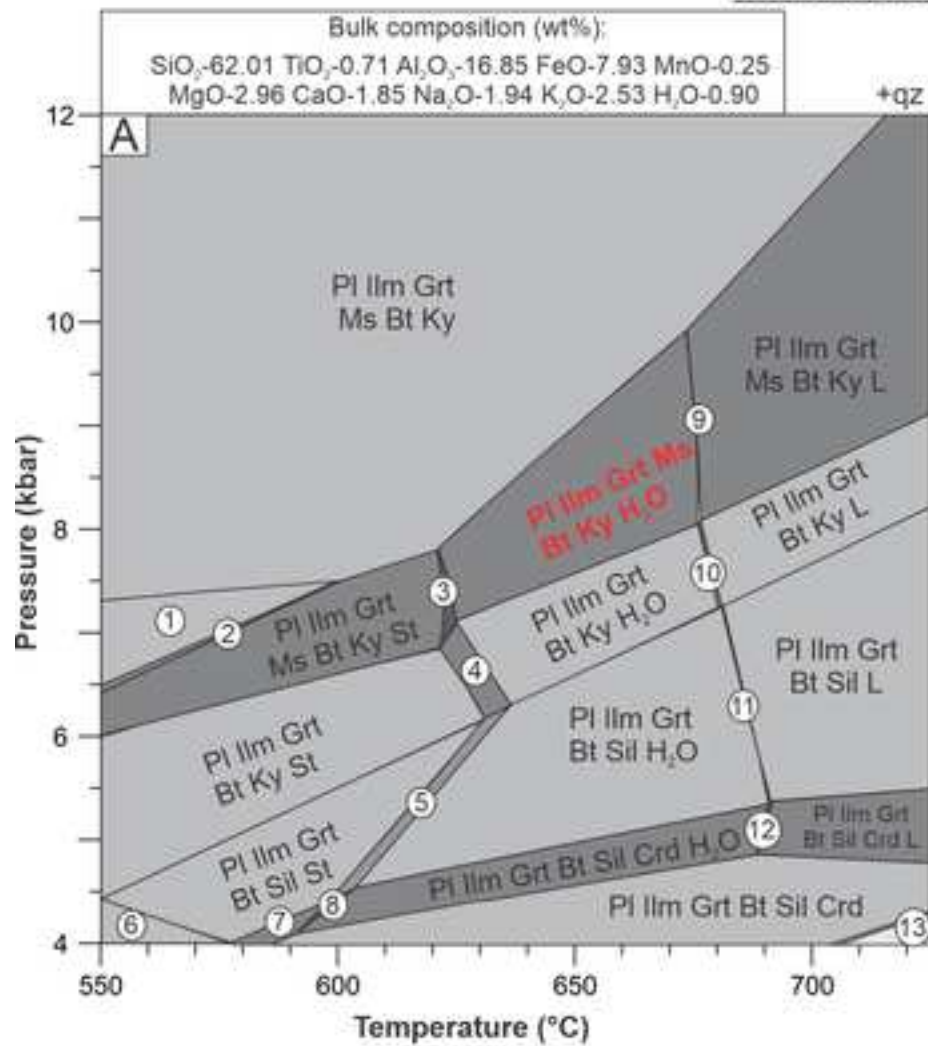 Bulk composition (wt%):
SiO₂-62.01 TiO₂-0.71 Al₂O₃-16.85 FeO-7.93 MnO-0.25
MgO-2.96 CaO-1.85 Na₂O-1.94 K₂O-2.53 H₂O-0.90
+qz
A
12
10
8
6
4
Pressure (kbar)
Pl Ilm Grt
Ms Bt Ky
Pl Ilm Grt
Ms Bt Ky L
9
Pl Ilm Grt Ms
Bt Ky H₂O
Pl Ilm Grt
Bt Ky L
1
2
3
Pl Ilm Grt
Ms Bt Ky St
10
Pl Ilm Grt
Bt Ky H₂O
4
Pl Ilm Grt
Bt Sil L
11
Pl Ilm Grt
Bt Sil H₂O
Pl Ilm Grt
Bt Ky St
5
12
Pl Ilm Grt
Bt Sil Crd L
Pl Ilm Grt
Bt Sil St
Pl Ilm Grt Bt Sil Crd H₂O
6
7
8
Pl Ilm Grt Bt Sil Crd
13
550
600
650
700
Temperature (°C)